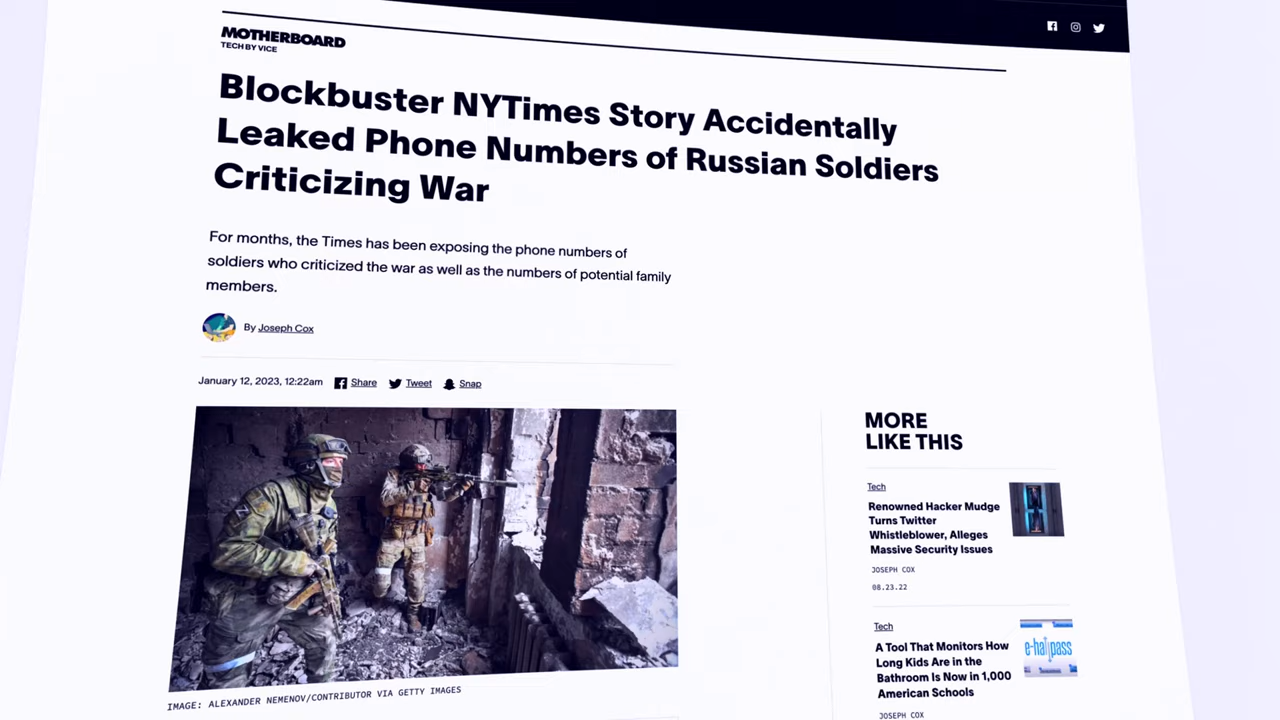 MOTHERBOARD
TECH BY VICE
Blockbuster NYTimes Story Accidentally
Leaked Phone Numbers of Russian Soldiers
Criticizing War
For months, the Times has been exposing the phone numbers of
soldiers who criticized the war as well as the numbers of potential family
members.
By Joseph Cox
January 12, 2023, 12:22am Share Tweet Snap
IMAGE: ALEXANDER NEMENOV/CONTRIBUTOR VIA GETTY IMAGES
MORE
LIKE THIS
Tech
Renowned Hacker Mudge
Turns Twitter
Whistleblower, Alleges
Massive Security Issues
JOSEPH COX
08.23.22
Tech
A Tool That Monitors How
Long Kids Are in the
Bathroom Is Now in 1,000
American Schools
JOSEPH COX
e-hallpass